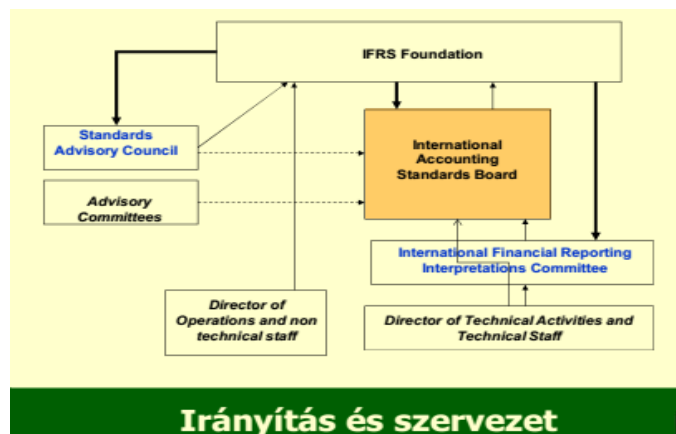 IFRS Foundation
Standards
Advisory Council
International
Accounting
Standards Board
Advisory
Committees
International Financial Reporting
Interpretations Committee
Director of
Operations and non
technical staff
Director of Technical Activities and
Technical Staff
Irányítás és szervezet